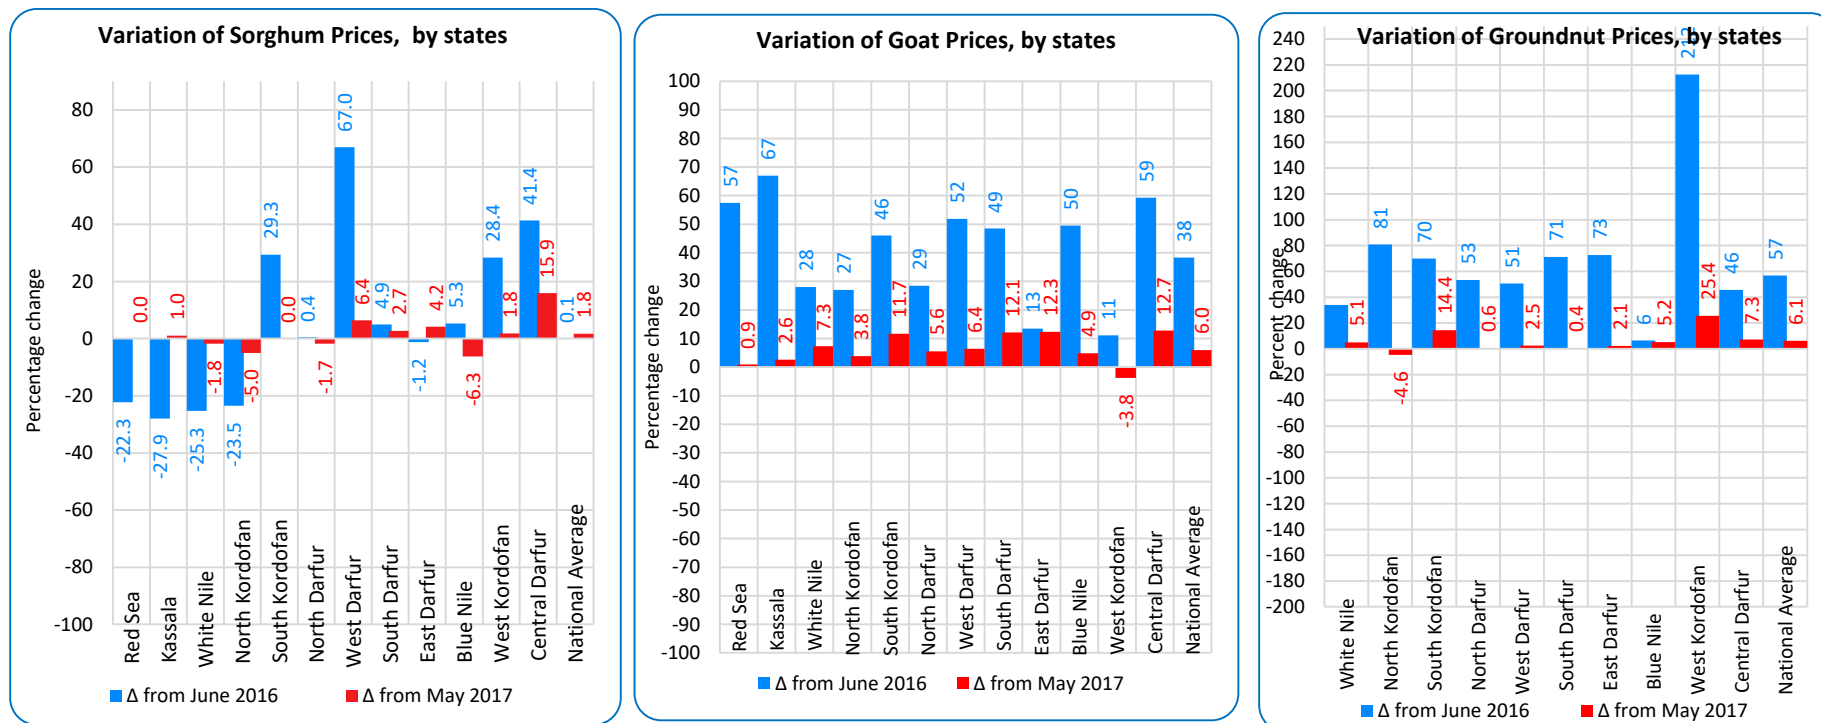 Variation of Sorghum Prices, by states
Percentage change
80
60
40
20
0
-20
-40
-60
-80
-100
-22.3
-27.9
-25.3
-23.5
29.3
0.4
67.0
4.9
-1.2
5.3
28.4
41.4
0.1
0.0
1.0
-1.8
-5.0
0.0
-1.7
6.4
2.7
4.2
-6.3
1.8
15.9
1.8
Red Sea
Kassala
White Nile
North Kordofan
South Kordofan
North Darfur
West Darfur
South Darfur
East Darfur
Blue Nile
West Kordofan
Central Darfur
National Average
Δ from June 2016
Δ from May 2017
Variation of Goat Prices, by states
Percentage change
100
90
80
70
60
50
40
30
20
10
0
-10
-20
-30
-40
-50
-60
-70
-80
-90
-100
57
67
28
27
46
29
52
49
13
50
11
59
38
0.9
2.6
7.3
3.8
11.7
5.6
6.4
12.1
12.3
4.9
-3.8
12.7
6.0
Red Sea
Kassala
White Nile
North Kordofan
South Kordofan
North Darfur
West Darfur
South Darfur
East Darfur
Blue Nile
West Kordofan
Central Darfur
National Average
Δ from June 2016
Δ from May 2017
Variation of Groundnut Prices, by states
Percent change
240
220
200
180
160
140
120
100
80
60
40
20
0
-20
-40
-60
-80
-100
-120
-140
-160
-180
-200
81
70
53
51
71
73
6
46
57
5.1
-4.6
14.4
0.6
2.5
0.4
2.1
5.2
25.4
7.3
6.1
White Nile
North Kordofan
South Kordofan
North Darfur
West Darfur
South Darfur
East Darfur
Blue Nile
West Kordofan
Central Darfur
National Average
Δ from June 2016
Δ from May 2017